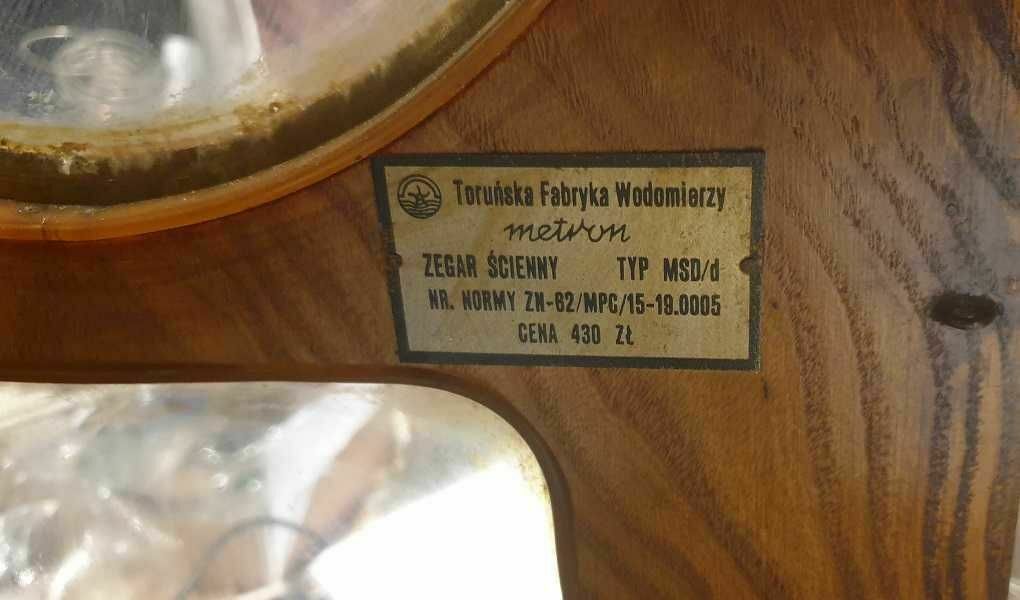 Toruńska Fabryka Wodomierzy
metron
ZEGAR ŚCIENNY TYP MSD/d
NR. NORMY ZN-62/MPC/15-19.0005
CENA 430 ZŁ